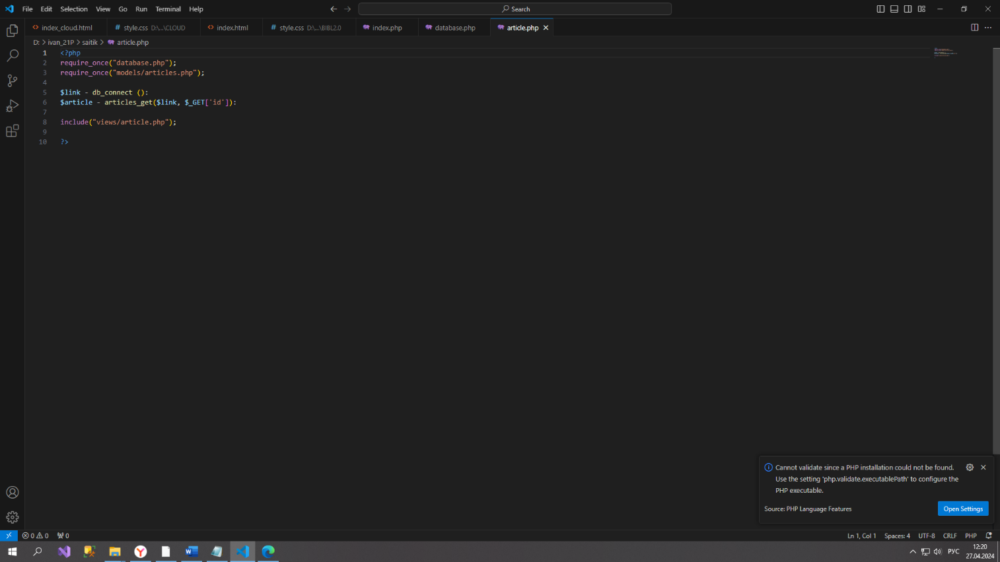 File Edit Selection View Go Run Terminal Help Search
index_cloud.html style.css D:\...\CLOUD index.html style.css D:\...\BIBL2.0 index.php database.php article.php
D: > ivan_21P > saitik > article.php
1 <?php
2 require_once("database.php");
3 require_once("models/articles.php");
4
5 $link - db_connect ():
6 $article - articles_get($link, $_GET['id']):
7
8 include("views/article.php");
9
10 ?>
Cannot validate since a PHP installation could not be found.
Use the setting 'php.validate.executablePath' to configure the
PHP executable.
Source: PHP Language Features Open Settings
0 0 0 Ln 1, Col 1 Spaces: 4 UTF-8 CRLF PHP
РУС 12:20
27.04.2024